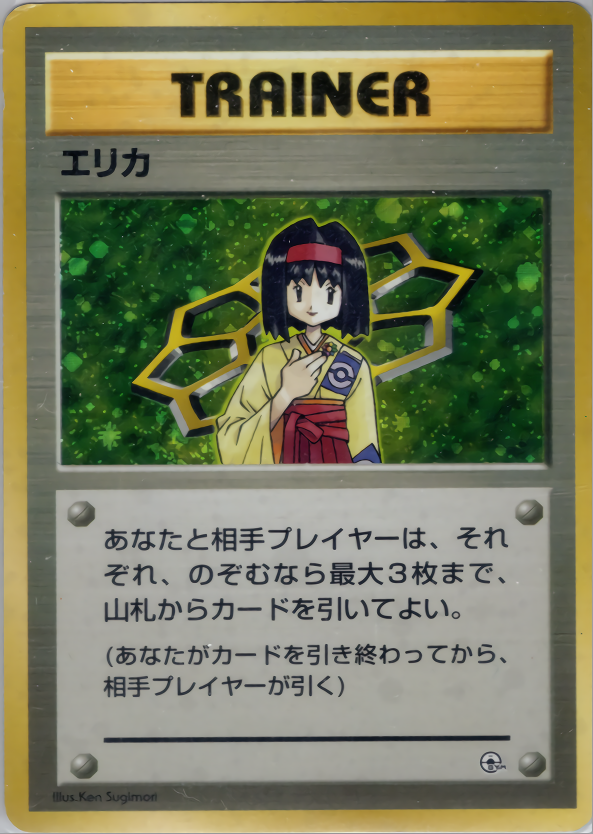 TRAINER
エリカ
あなたと相手プレイヤーは、それ
ぞれ、のぞむなら最大3枚まで、
山札からカードを引いてよい。
(あなたがカードを引き終わってから、
相手プレイヤーが引く)
GYM
Illus.Ken Sugimori